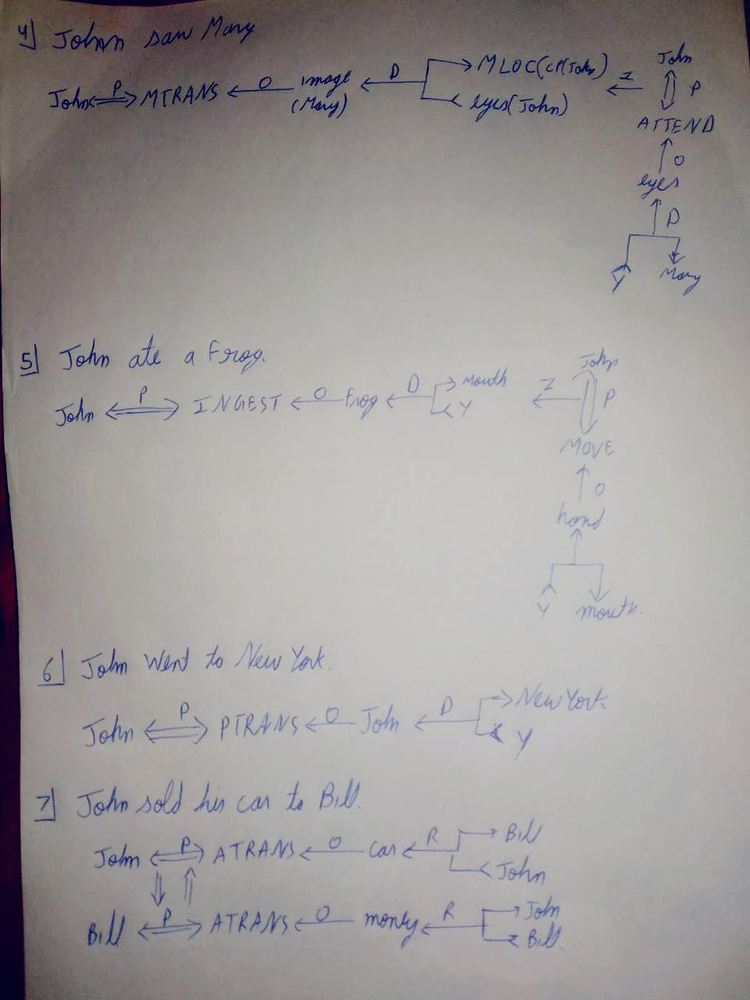 4] John saw Mary
John P MTRANS O image (Mary) D MLOC(CP(John) eyes(John) I John P ATTEND O eyes D Y Mary
5] John ate a Frog.
John P INGEST O frog D Mouth Y I John P MOVE O hand Y mouth.
6] John Went to New York.
John P PTRANS O John D New York. Y
7] John sold his car to Bill.
John P ATRANS O car R Bill John
Bill P ATRANS O money R John Bill.